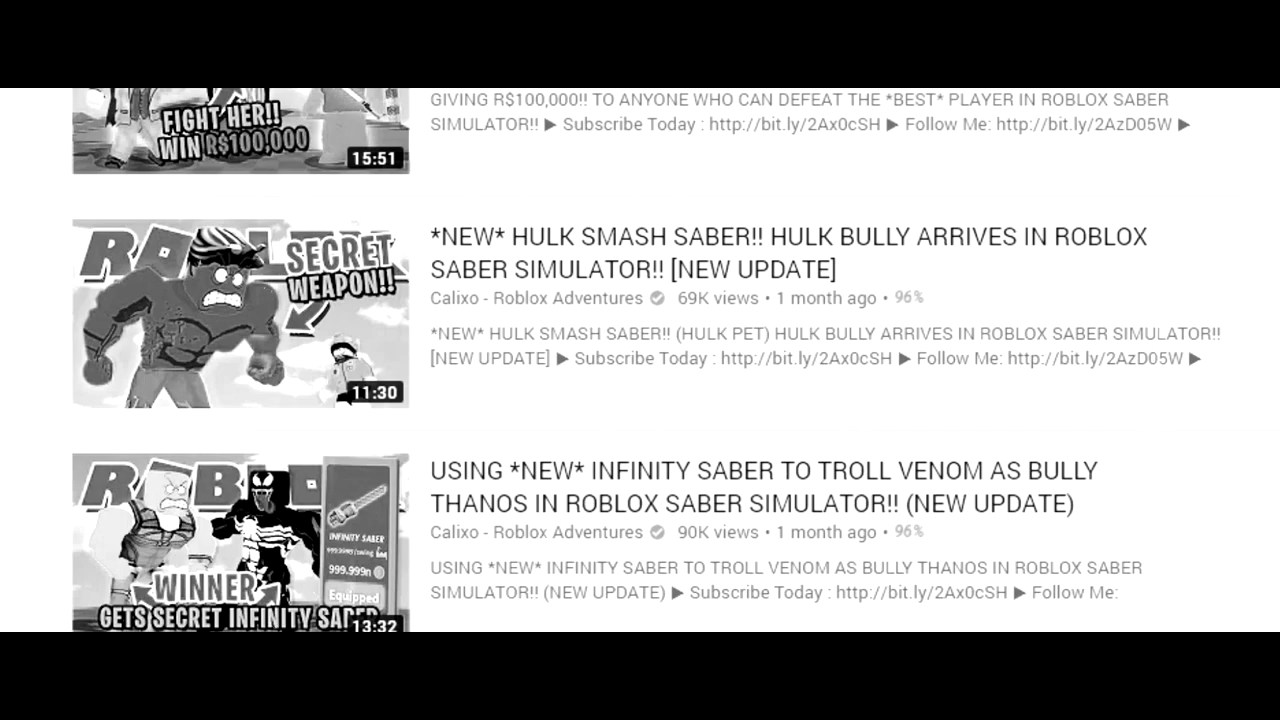 GIVING R$100,000!! TO ANYONE WHO CAN DEFEAT THE *BEST* PLAYER IN ROBLOX SABER
SIMULATOR!! ▶ Subscribe Today : http://bit.ly/2Ax0cSH ▶ Follow Me: http://bit.ly/2AzD05W ▶
FIGHT HER!!
WIN R$100,000
15:51
ROBLOX
SECRET
WEAPON!!
11:30
*NEW* HULK SMASH SABER!! HULK BULLY ARRIVES IN ROBLOX
SABER SIMULATOR!! [NEW UPDATE]
Calixo - Roblox Adventures 69K views • 1 month ago • 96%
*NEW* HULK SMASH SABER!! (HULK PET) HULK BULLY ARRIVES IN ROBLOX SABER SIMULATOR!!
[NEW UPDATE] ▶ Subscribe Today : http://bit.ly/2Ax0cSH ▶ Follow Me: http://bit.ly/2AzD05W ▶
ROBLOX
INFINITY SABER
999.999n
Equipped
WINNER
GETS SECRET INFINITY SABER
13:32
USING *NEW* INFINITY SABER TO TROLL VENOM AS BULLY
THANOS IN ROBLOX SABER SIMULATOR!! (NEW UPDATE)
Calixo - Roblox Adventures 90K views • 1 month ago • 96%
USING *NEW* INFINITY SABER TO TROLL VENOM AS BULLY THANOS IN ROBLOX SABER
SIMULATOR!! (NEW UPDATE) ▶ Subscribe Today : http://bit.ly/2Ax0cSH ▶ Follow Me: